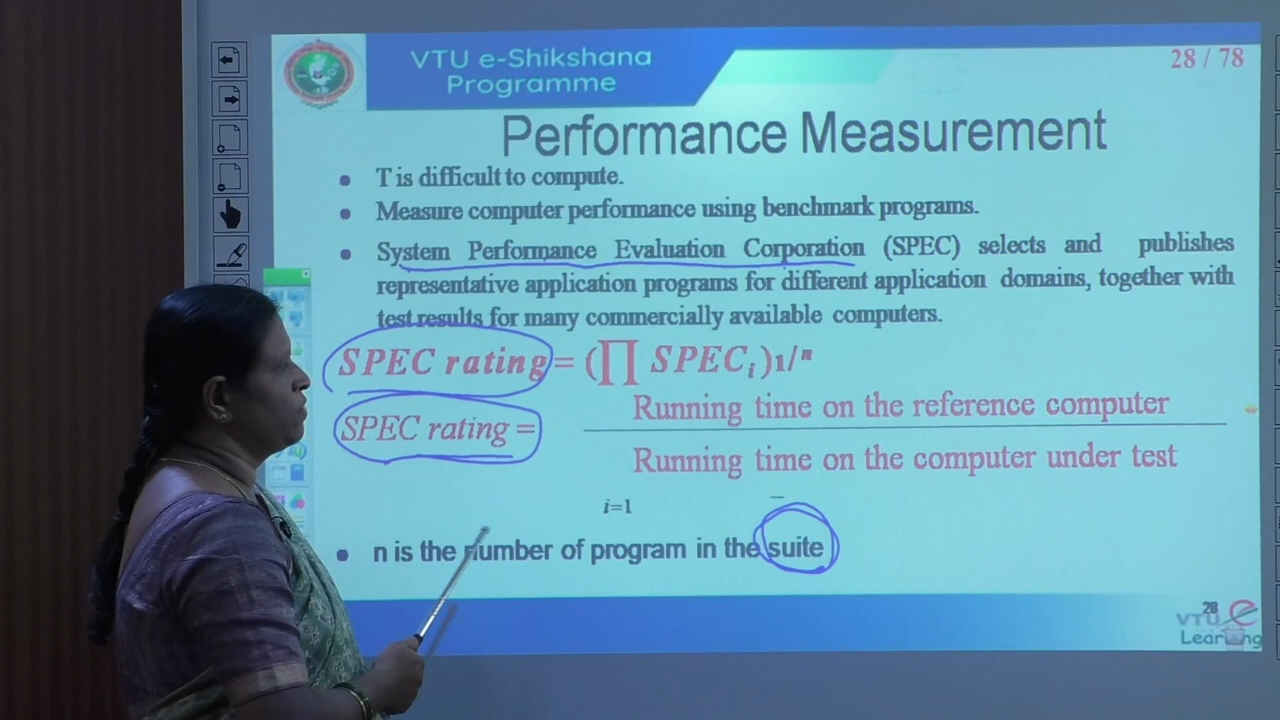 VTU e-Shikshana
Programme
28 / 78
Performance Measurement
• T is difficult to compute.
• Measure computer performance using benchmark programs.
• System Performance Evaluation Corporation (SPEC) selects and publishes
representative application programs for different application domains, together with
test results for many commercially available computers.
SPEC rating = (∏ SPECᵢ)1/ⁿ
SPEC rating =
Running time on the reference computer
Running time on the computer under test
i=1
• n is the number of program in the suite
28
VTU e
Learning